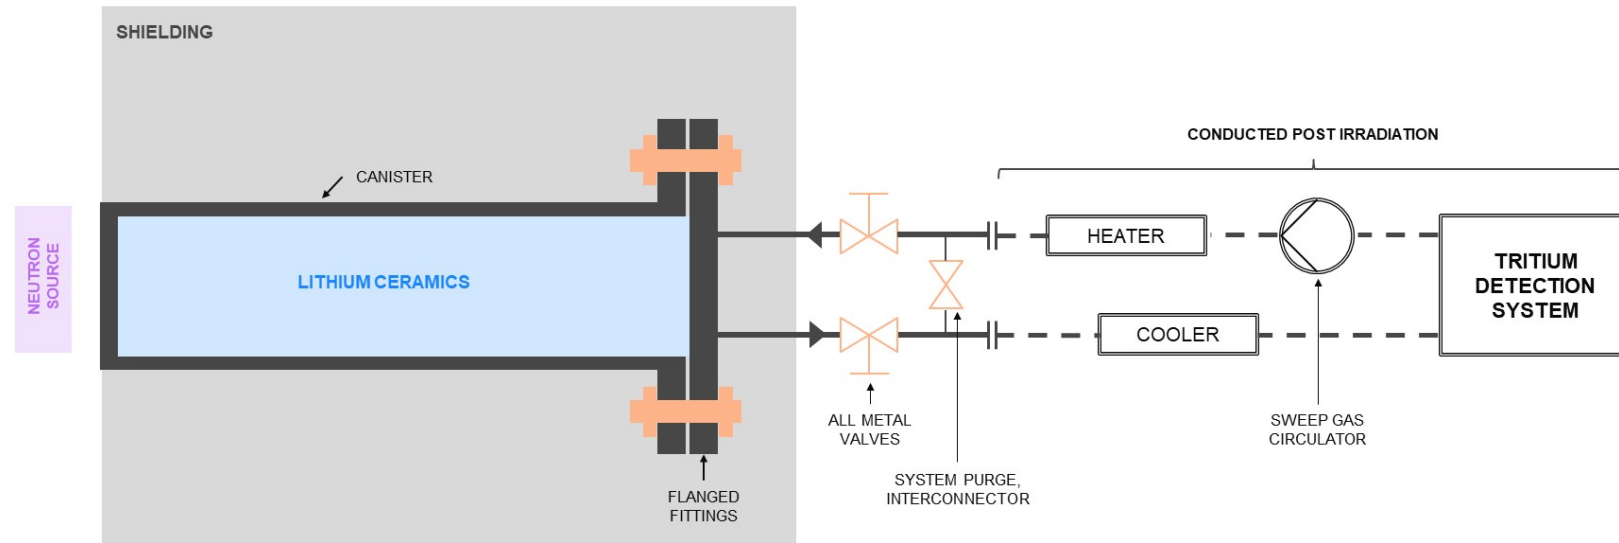 SHIELDING
CONDUCTED POST IRRADIATION
CANISTER
NEUTRON
SOURCE
LITHIUM CERAMICS
HEATER
TRITIUM
DETECTION
SYSTEM
COOLER
ALL METAL
VALVES
SWEEP GAS
CIRCULATOR
SYSTEM PURGE,
INTERCONNECTOR
FLANGED
FITTINGS